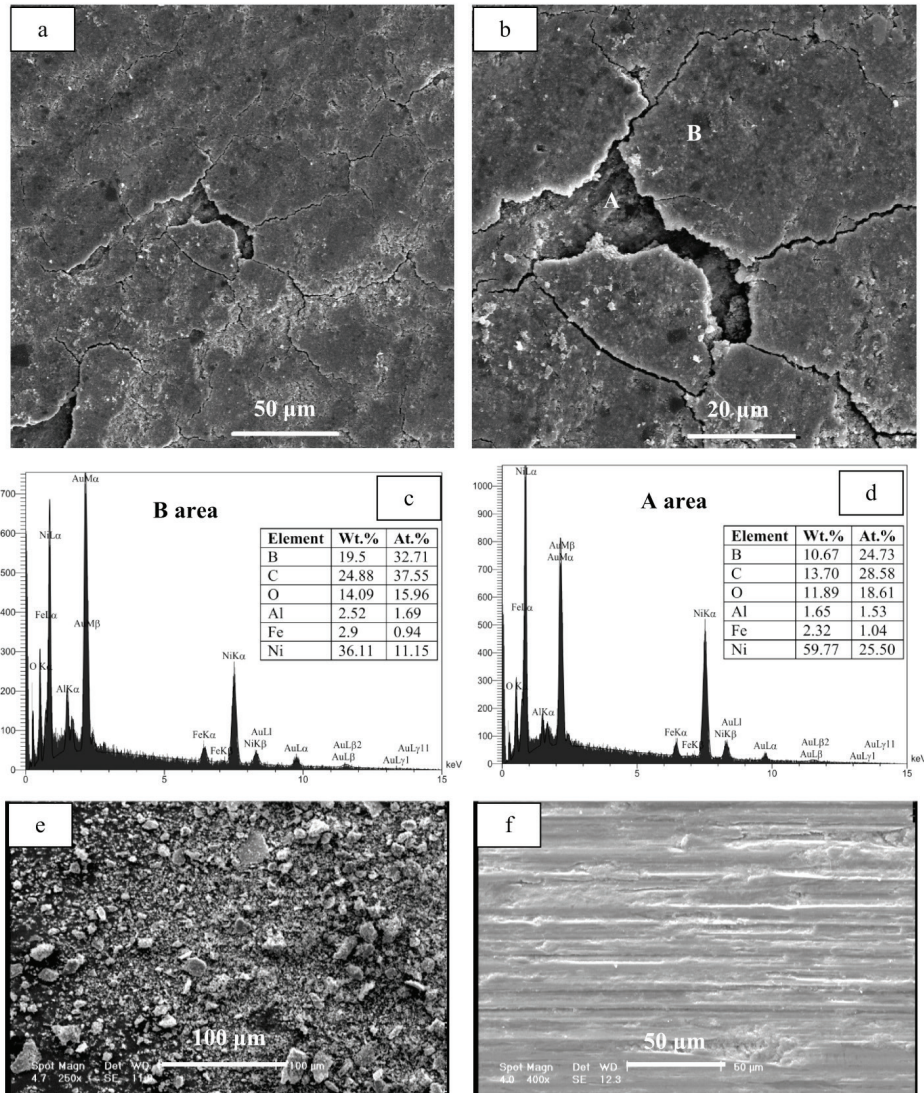 a
50 µm
b
B
A
20 µm
c
B area
Element Wt.% At.%
B 19.5 32.71
C 24.88 37.55
O 14.09 15.96
Al 2.52 1.69
Fe 2.9 0.94
Ni 36.11 11.15
700
600
500
400
300
200
100
0
AuMα
NiLα
FeLα
AuMβ
O Kα
AlKα
NiKα
FeKα
FeKβ
AuLl
NiKβ
AuLα
AuLβ2
AuLβ
AuLγ11
AuLγ1
0 5 10 15
keV
d
A area
Element Wt.% At.%
B 10.67 24.73
C 13.70 28.58
O 11.89 18.61
Al 1.65 1.53
Fe 2.32 1.04
Ni 59.77 25.50
1000
900
800
700
600
500
400
300
200
100
0
NiLα
AuMβ
AuMα
FeLα
O Kα
AlKα
NiKα
FeKα
AuLl
NiKβ
AuLα
AuLβ2
AuLβ
AuLγ11
AuLγ1
0 5 10 15
keV
e
100 µm
Spot Magn Det WD
4.7 250x SE
100 µm
f
50 µm
Spot Magn Det WD
4.0 400x SE 12.3